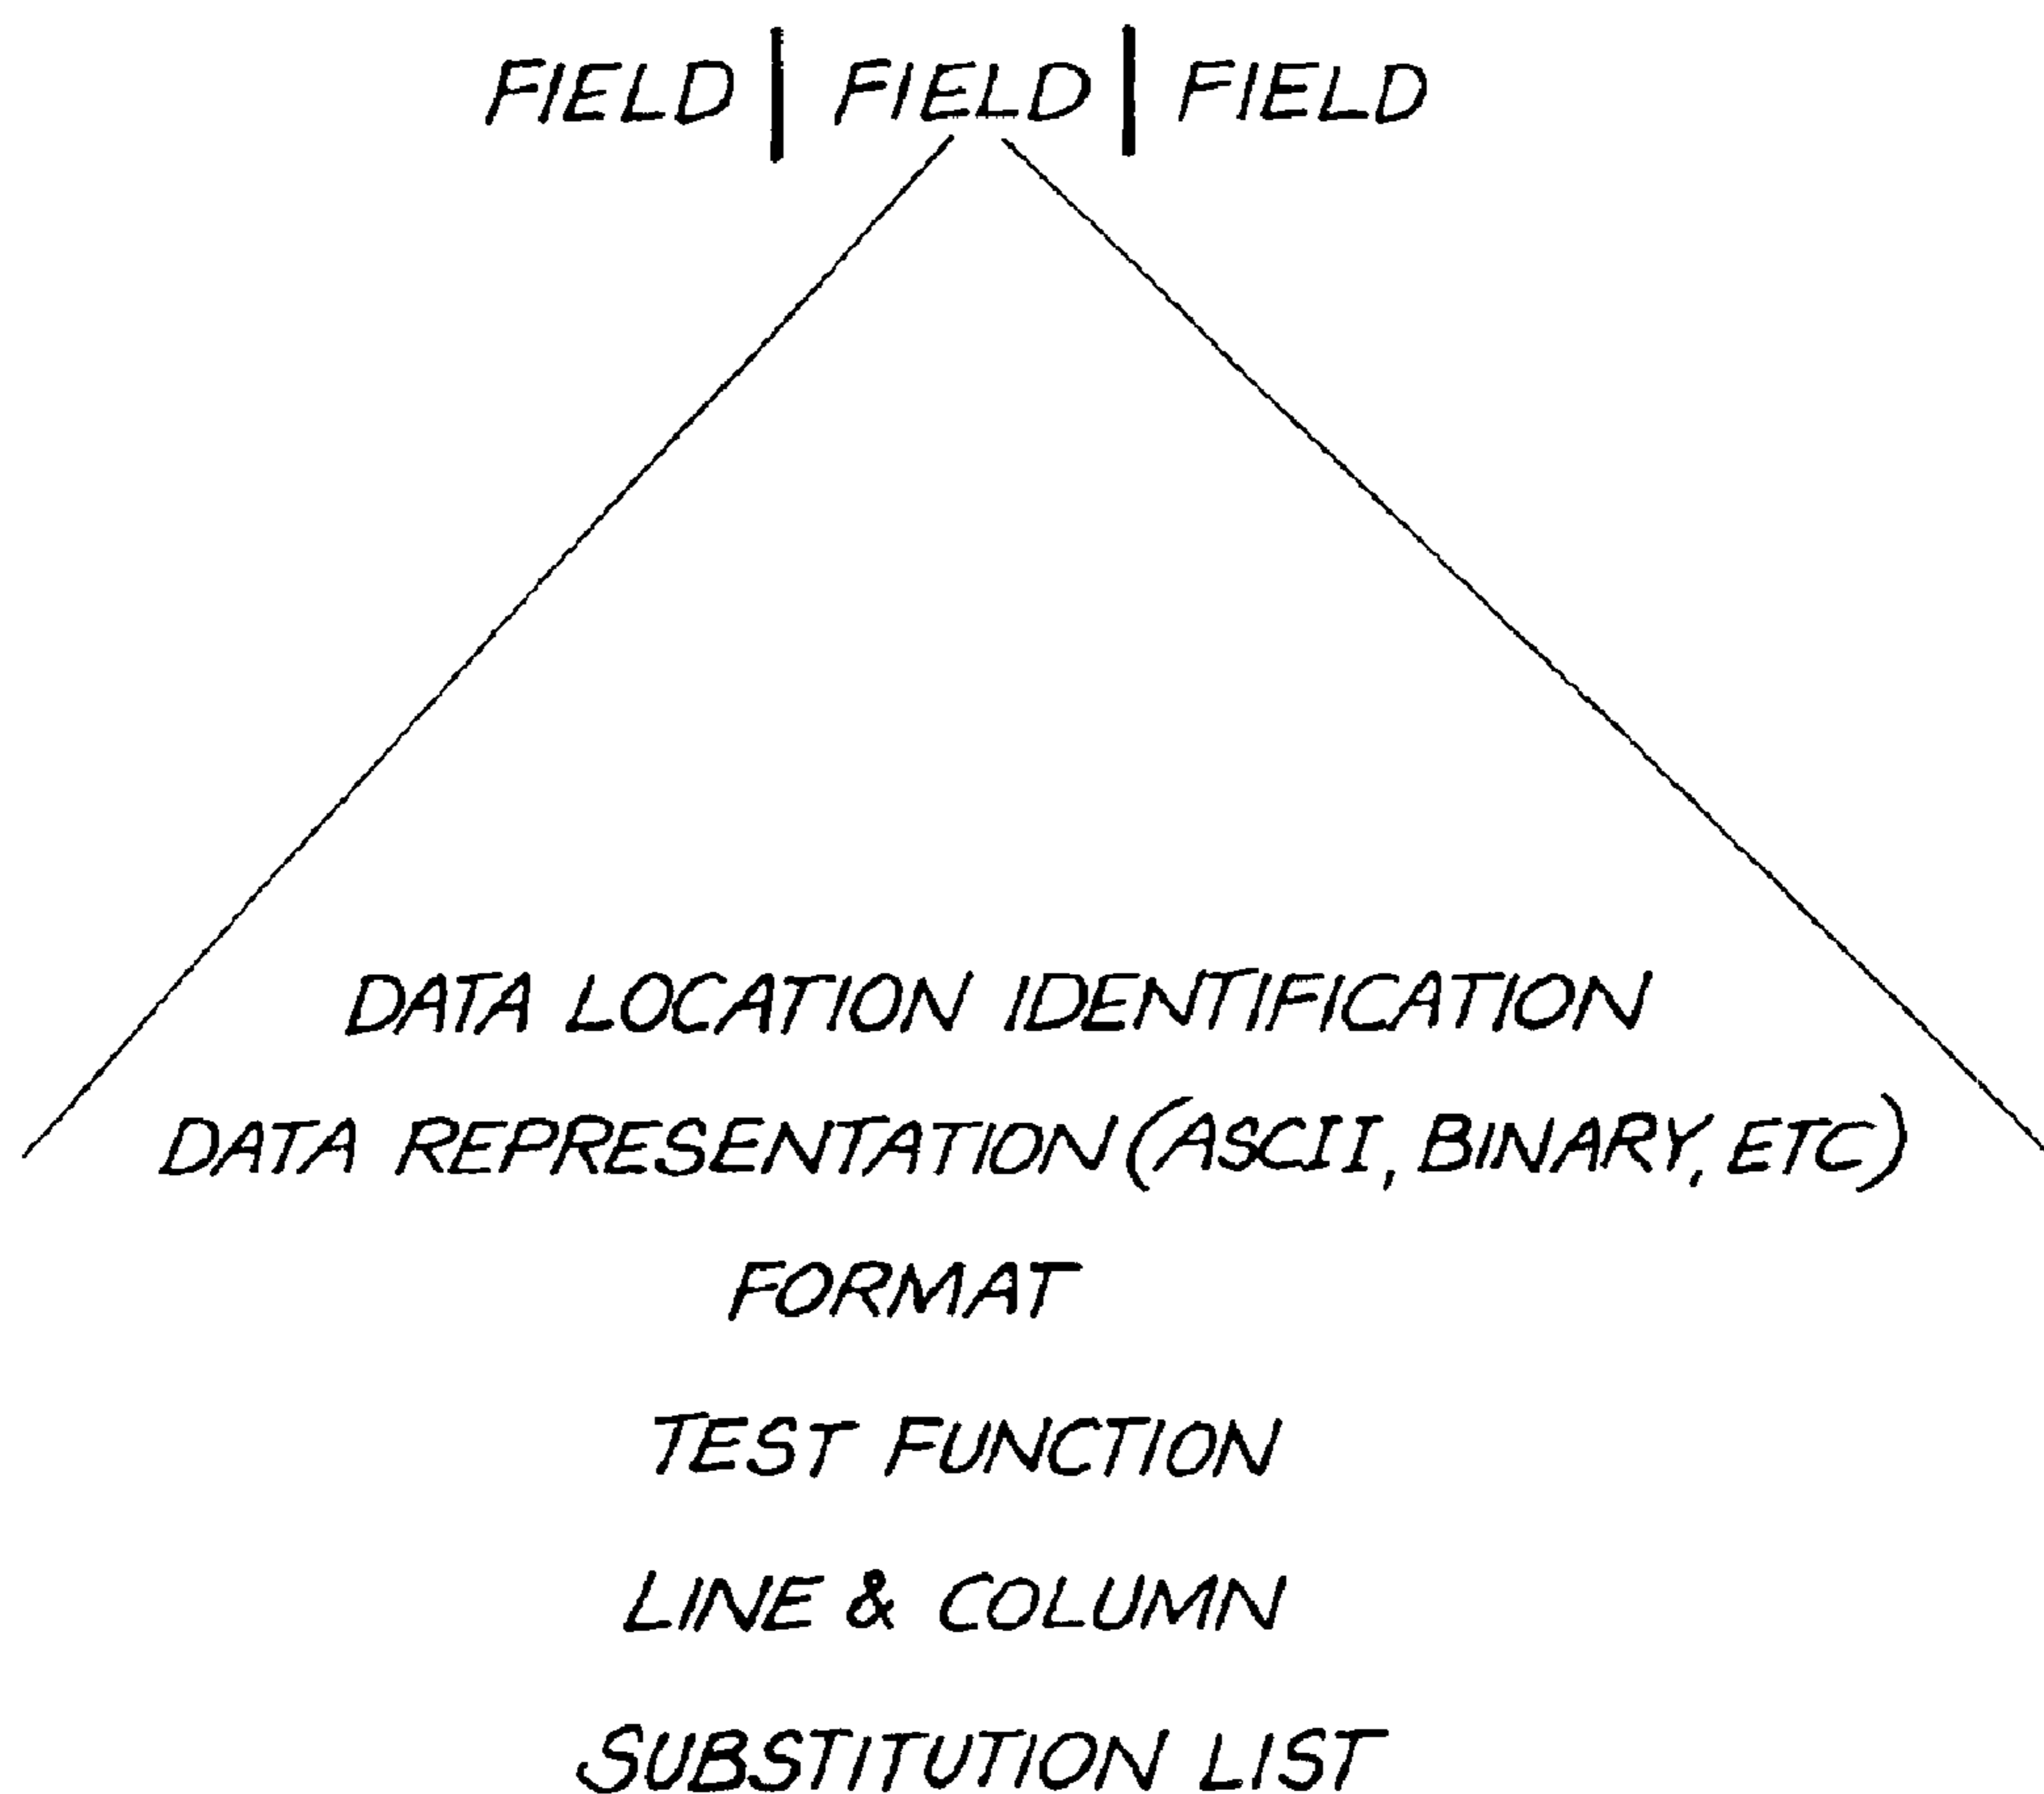 FIELD | FIELD | FIELD
DATA LOCATION IDENTIFICATION
DATA REPRESENTATION (ASCII, BINARY, ETC)
FORMAT
TEST FUNCTION
LINE & COLUMN
SUBSTITUTION LIST